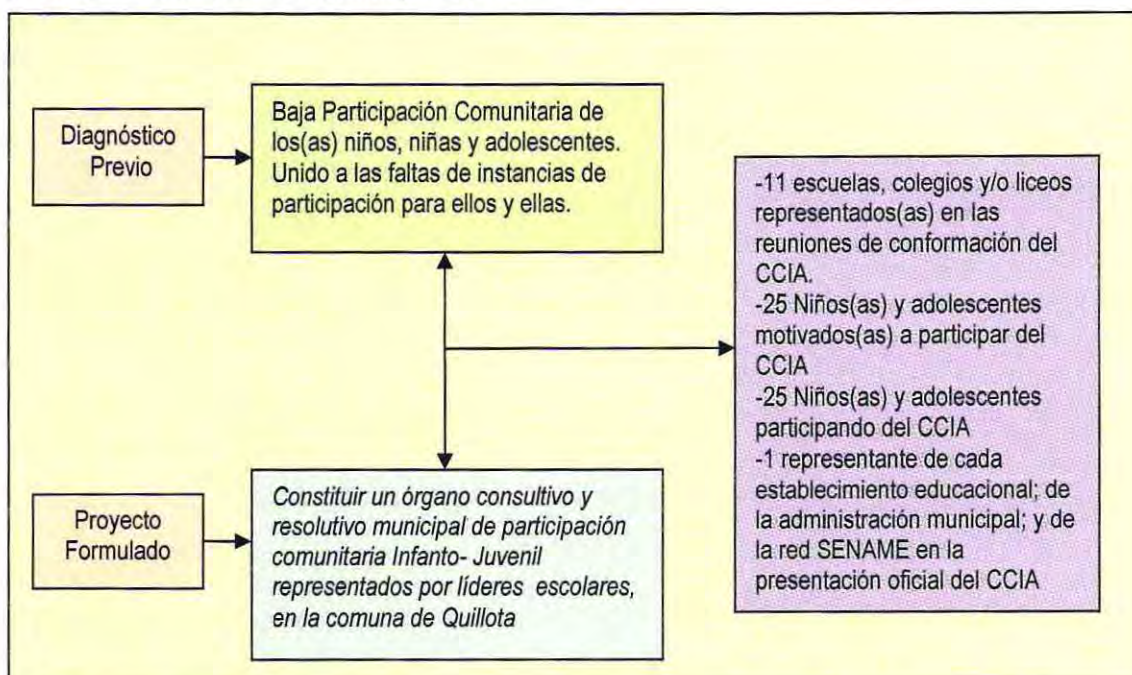 Diagnóstico
Previo
Baja Participación Comunitaria de
los(as) niños, niñas y adolescentes.
Unido a las faltas de instancias de
participación para ellos y ellas.
-11 escuelas, colegios y/o liceos
representados(as) en las
reuniones de conformación del
CCIA.
-25 Niños(as) y adolescentes
motivados(as) a participar del
CCIA
-25 Niños(as) y adolescentes
participando del CCIA
-1 representante de cada
establecimiento educacional; de
la administración municipal; y de
la red SENAME en la
presentación oficial del CCIA
Proyecto
Formulado
Constituir un órgano consultivo y
resolutivo municipal de participación
comunitaria Infanto- Juvenil
representados por líderes escolares,
en la comuna de Quillota